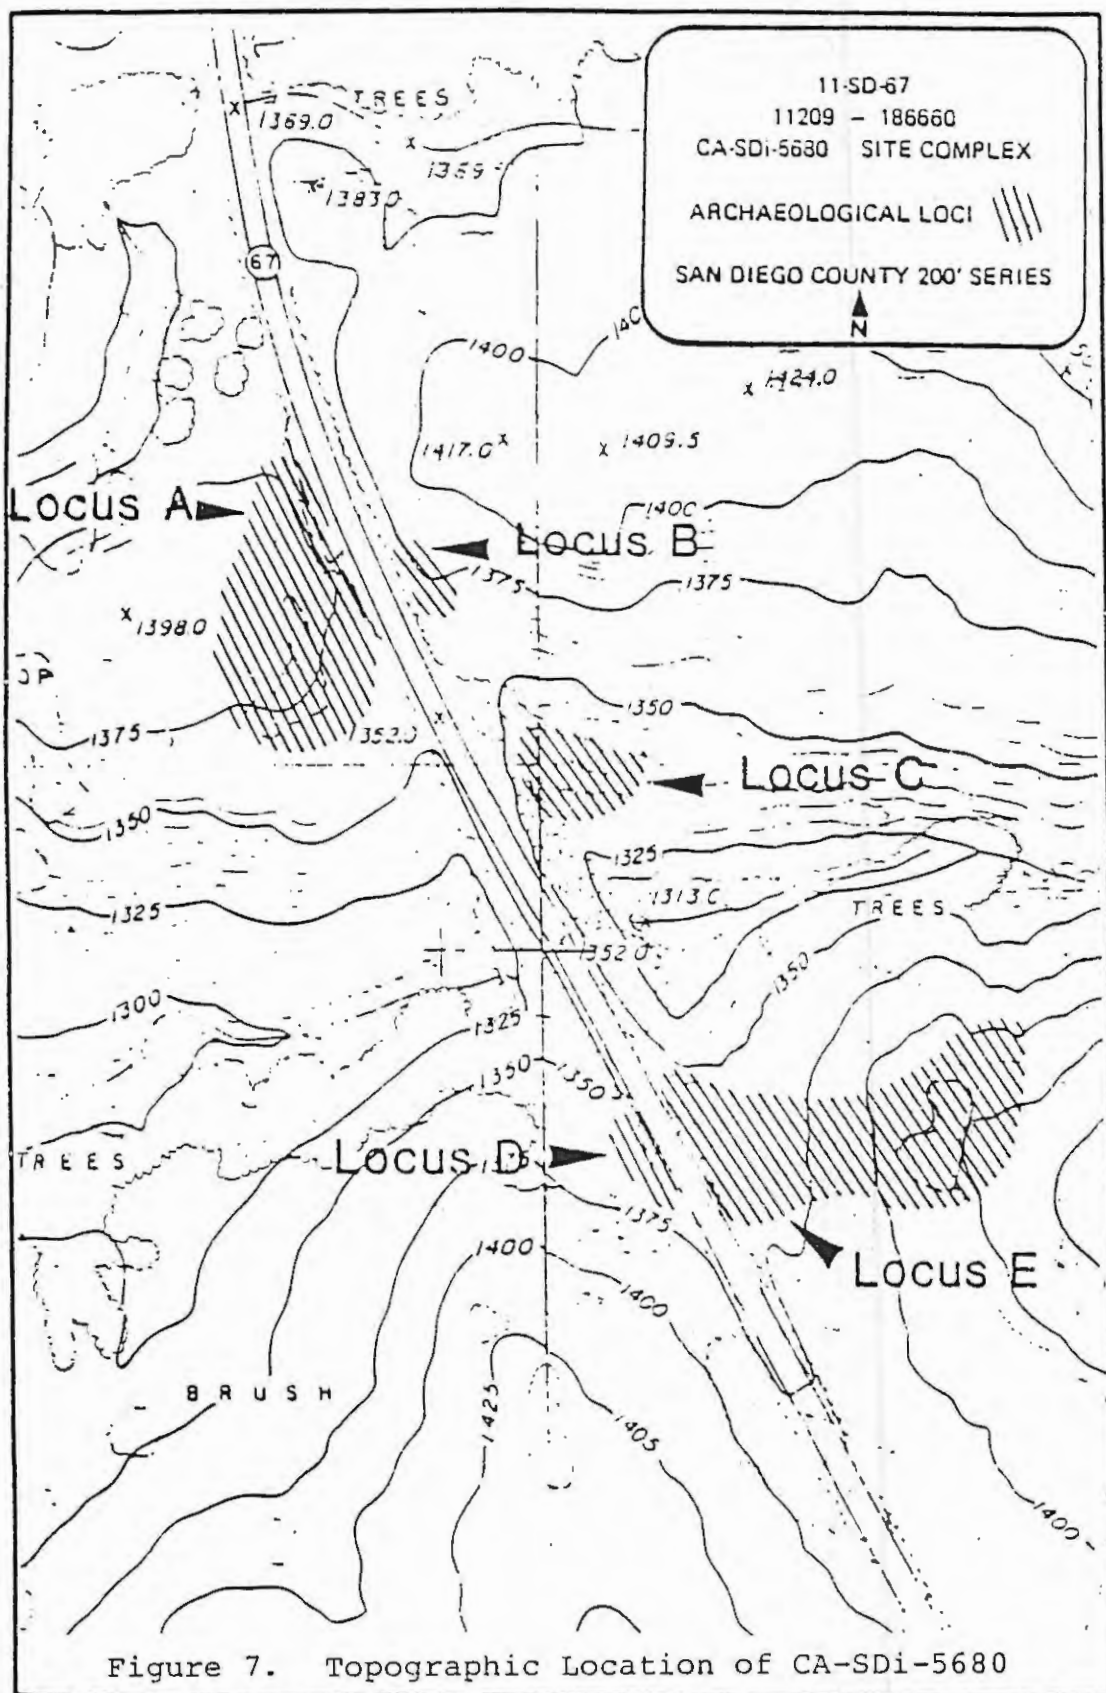 11-SD-67
11209 - 186660
CA-SDi-5680 SITE COMPLEX
ARCHAEOLOGICAL LOCI
SAN DIEGO COUNTY 200' SERIES
N
TREES
1369.0
1383.0
67
1400
1424.0
1417.0
1409.5
1400
Locus A
Locus B
1375
1375
1398.0
1350
1375
1352.0
Locus C
1350
1325
1313.0
1325
TREES
1352.0
1350
1300
1325
1350
1350
TREES
Locus D
1375
1400
Locus E
1400
BRUSH
1425
1405
1400
Figure 7. Topographic Location of CA-SDi-5680